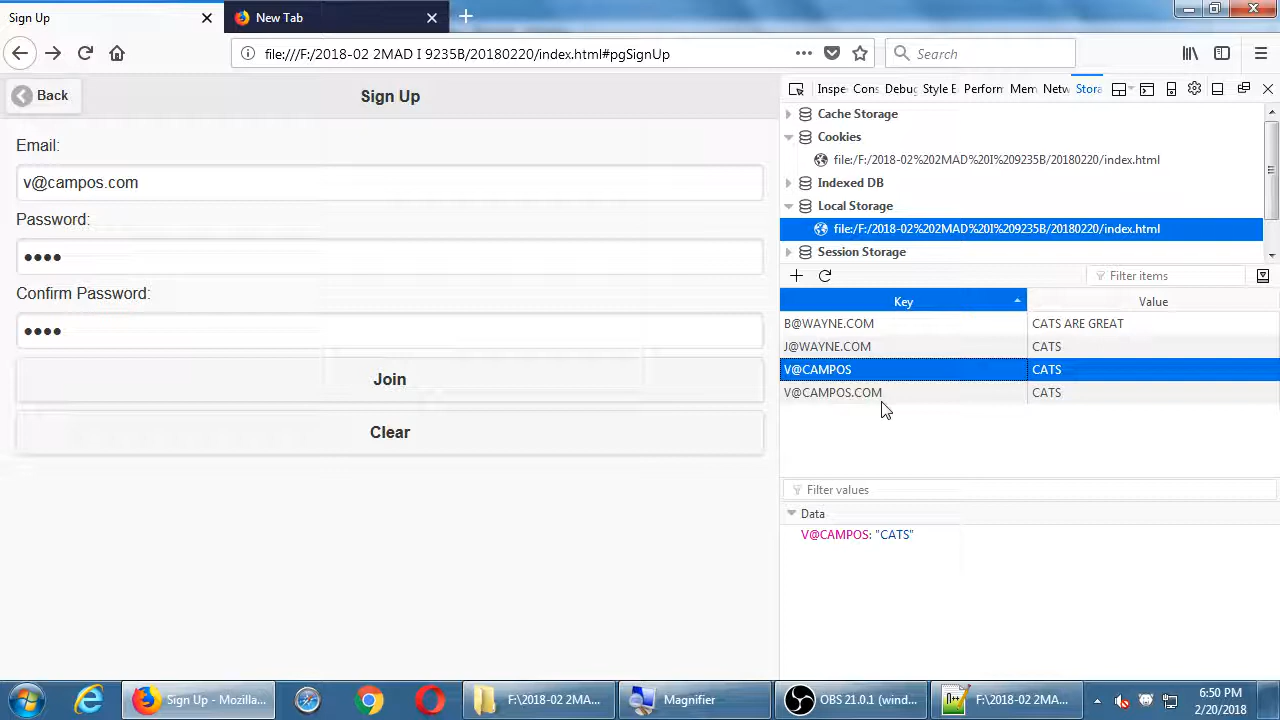 Sign Up
New Tab
file:///F:/2018-02 2MAD I 9235B/20180220/index.html#pgSignUp
Search
Back
Sign Up
Inspe
Cons
Debug
Style E
Perform
Mem
Netw
Stora
Email:
v@campos.com
Password:
Confirm Password:
Join
Clear
Cache Storage
Cookies
file:/F:/2018-02%202MAD%20I%209235B/20180220/index.html
Indexed DB
Local Storage
file:/F:/2018-02%202MAD%20I%209235B/20180220/index.html
Session Storage
Filter items
Key Value
B@WAYNE.COM CATS ARE GREAT
J@WAYNE.COM CATS
V@CAMPOS CATS
V@CAMPOS.COM CATS
Filter values
Data
V@CAMPOS: "CATS"
Sign Up - Mozilla...
F:\2018-02 2MA...
Magnifier
OBS 21.0.1 (wind...
F:\2018-02 2MA...
6:50 PM
2/20/2018